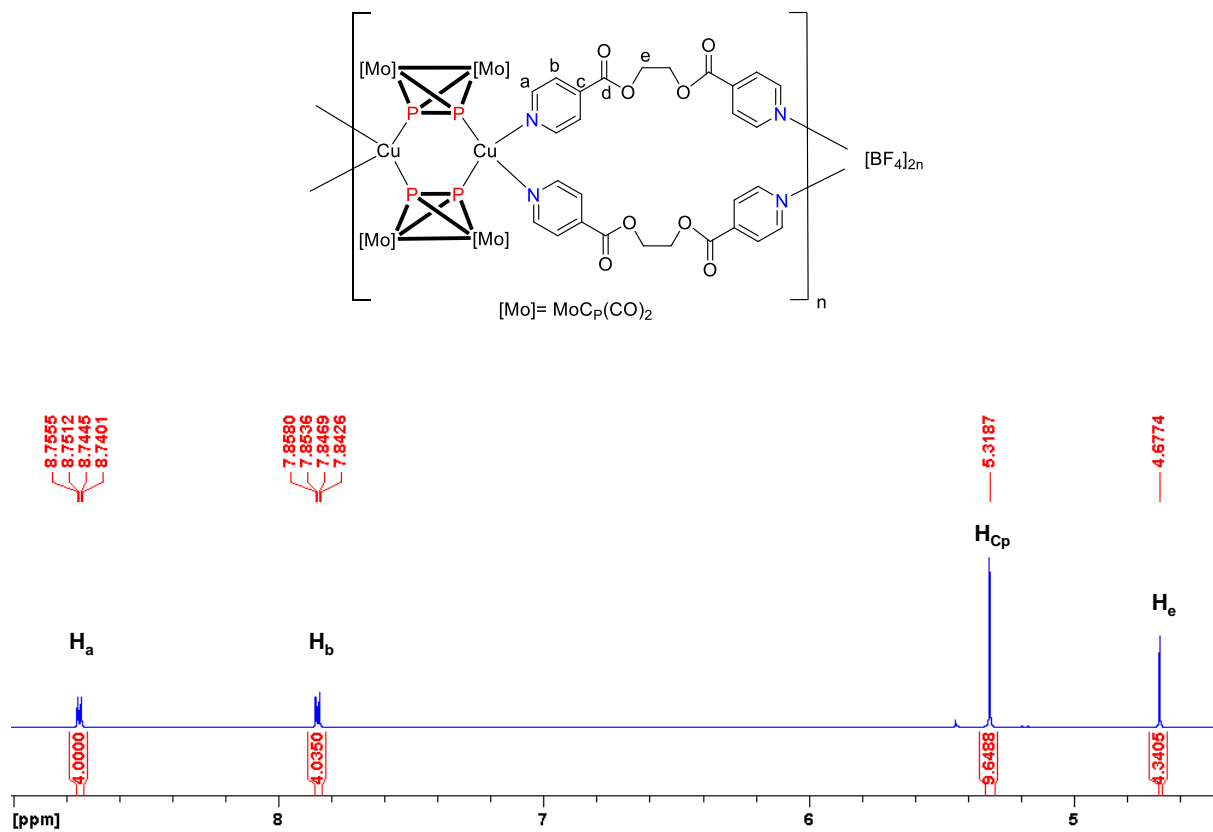 [Mo] [Mo]
P P
Cu Cu
P P
[Mo] [Mo]
a b c d e
N O O O O N
N O O O O N
[BF4]2n
n
[Mo]= MoCP(CO)2
8.7555
8.7512
8.7445
8.7401
7.8580
7.8536
7.8469
7.8426
5.3187
4.6774
Ha
Hb
HCp
He
4.0000
4.0350
9.6488
4.3405
[ppm] 8 7 6 5